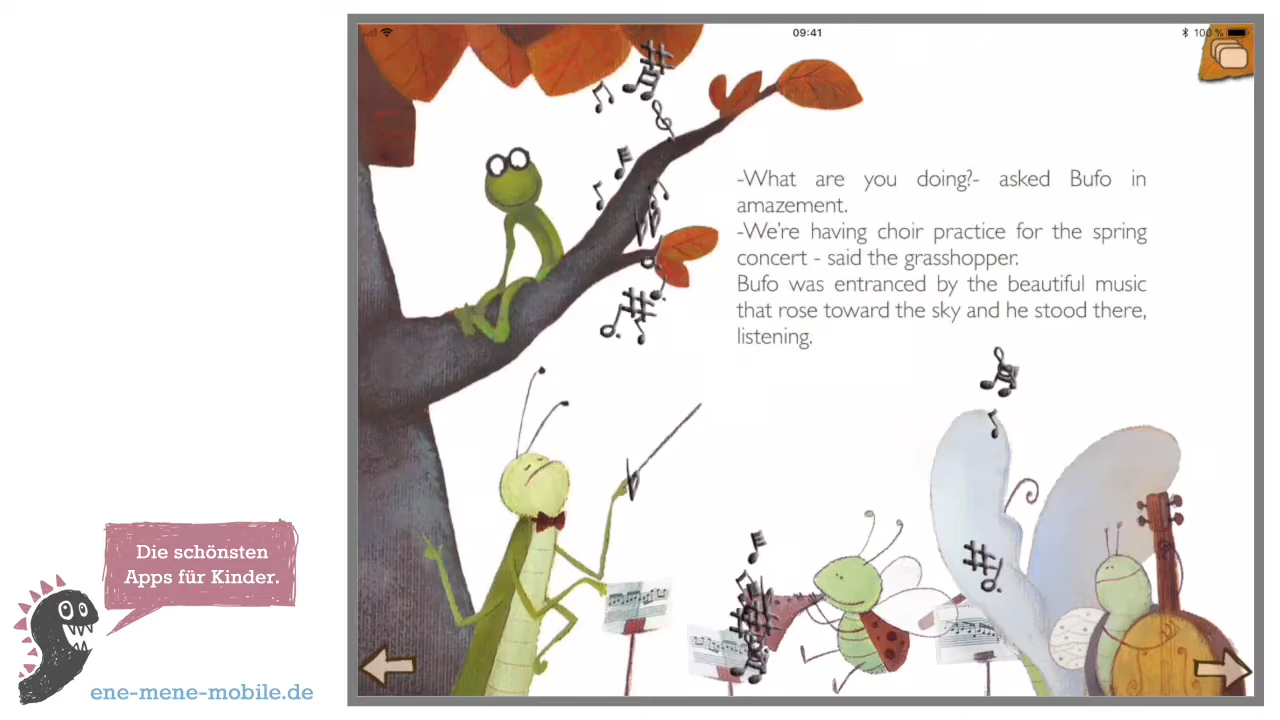 09:41
100 %
-What are you doing?- asked Bufo in
amazement.
-We're having choir practice for the spring
concert - said the grasshopper.
Bufo was entranced by the beautiful music
that rose toward the sky and he stood there,
listening.
Die schönsten
Apps für Kinder.
ene-mene-mobile.de